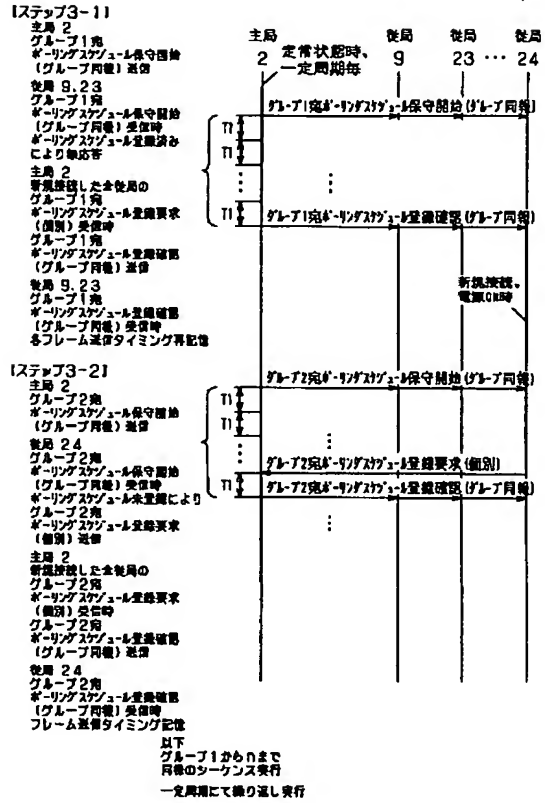 [ステップ3-1]
主局 2
グループ1宛
ポーリングスケジュール保守開始
(グループ同報) 送信
従局 9.23
グループ1宛
ポーリングスケジュール保守開始
(グループ同報) 受信時
ポーリングスケジュール登録済み
により無応答
主局 2
新規接続した全従局の
グループ1宛
ポーリングスケジュール登録要求
(個別) 受信時
グループ1宛
ポーリングスケジュール登録確認
(グループ同報) 送信
従局 9.23
グループ1宛
ポーリングスケジュール登録確認
(グループ同報) 受信時
各フレーム送信タイミング再記憶
[ステップ3-2]
主局 2
グループ2宛
ポーリングスケジュール保守開始
(グループ同報) 送信
従局 24
グループ2宛
ポーリングスケジュール保守開始
(グループ同報) 受信時
ポーリングスケジュール未登録により
グループ2宛
ポーリングスケジュール登録要求
(個別) 送信
主局 2
新規接続した全従局の
グループ2宛
ポーリングスケジュール登録要求
(個別) 受信時
グループ2宛
ポーリングスケジュール登録確認
(グループ同報) 送信
従局 24
グループ2宛
ポーリングスケジュール登録確認
(グループ同報) 受信時
フレーム送信タイミング記憶
以下
グループ1からnまで
同様のシーケンス実行
一定周期にて繰り返し実行
主局 従局 従局 従局
2 9 23 … 24
定常状態時、
一定周期毎
グループ1宛ポーリングスケジュール保守開始(グループ同報)
T1
T1
T1
グループ1宛ポーリングスケジュール登録確認(グループ同報)
新規接続、
電源ON時
グループ2宛ポーリングスケジュール保守開始(グループ同報)
T1
T1
グループ2宛ポーリングスケジュール登録要求(個別)
T1
グループ2宛ポーリングスケジュール登録確認(グループ同報)